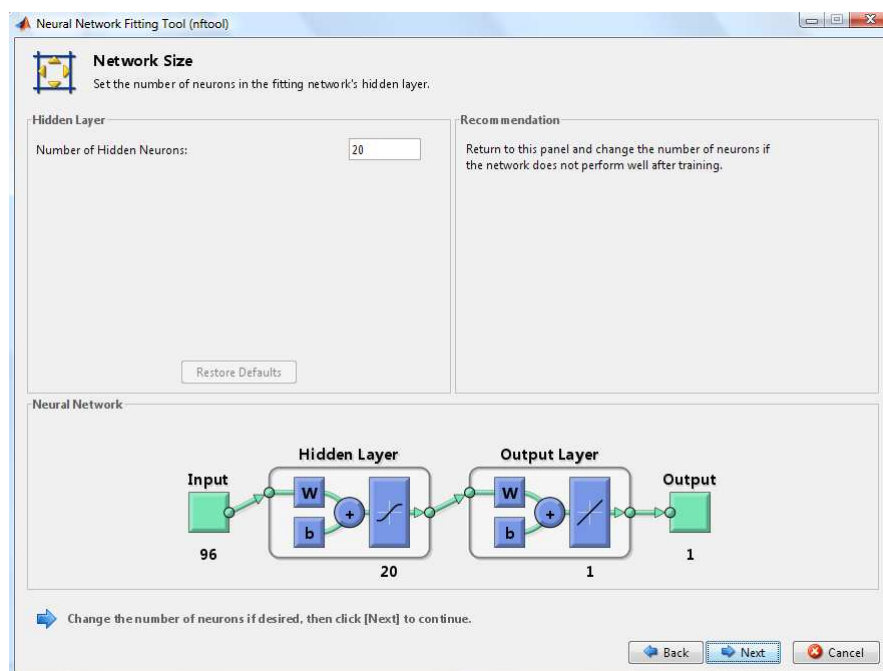 Neural Network Fitting Tool (nftool)
Network Size
Set the number of neurons in the fitting network's hidden layer.
Hidden Layer
Number of Hidden Neurons:
20
Restore Defaults
Recommendation
Return to this panel and change the number of neurons if
the network does not perform well after training.
Neural Network
Hidden Layer
Output Layer
Input
Output
W
b
+
W
b
+
96
20
1
1
Change the number of neurons if desired, then click [Next] to continue.
Back
Next
Cancel